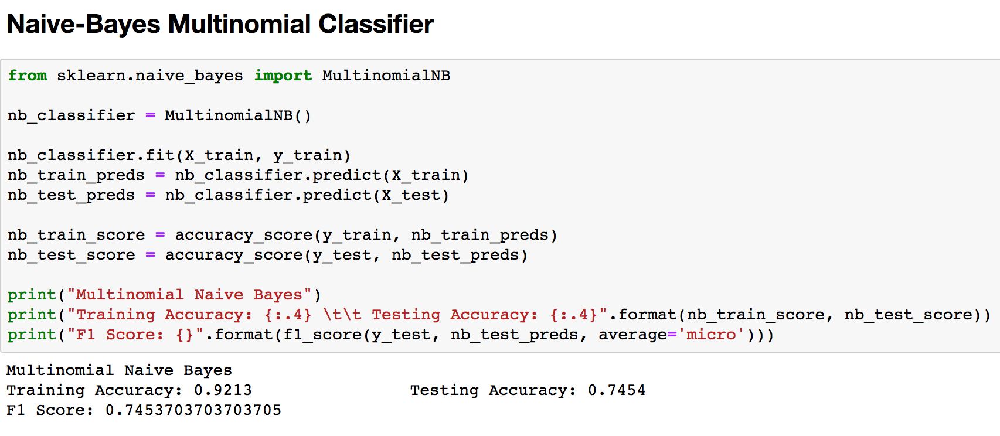 Naive-Bayes Multinomial Classifier
from sklearn.naive_bayes import MultinomialNB
nb_classifier = MultinomialNB()
nb_classifier.fit(X_train, y_train)
nb_train_preds = nb_classifier.predict(X_train)
nb_test_preds = nb_classifier.predict(X_test)
nb_train_score = accuracy_score(y_train, nb_train_preds)
nb_test_score = accuracy_score(y_test, nb_test_preds)
print("Multinomial Naive Bayes")
print("Training Accuracy: {:.4} \t\t Testing Accuracy: {:.4}".format(nb_train_score, nb_test_score))
print("F1 Score: {}".format(f1_score(y_test, nb_test_preds, average='micro')))
Multinomial Naive Bayes
Training Accuracy: 0.9213 Testing Accuracy: 0.7454
F1 Score: 0.7453703703703705